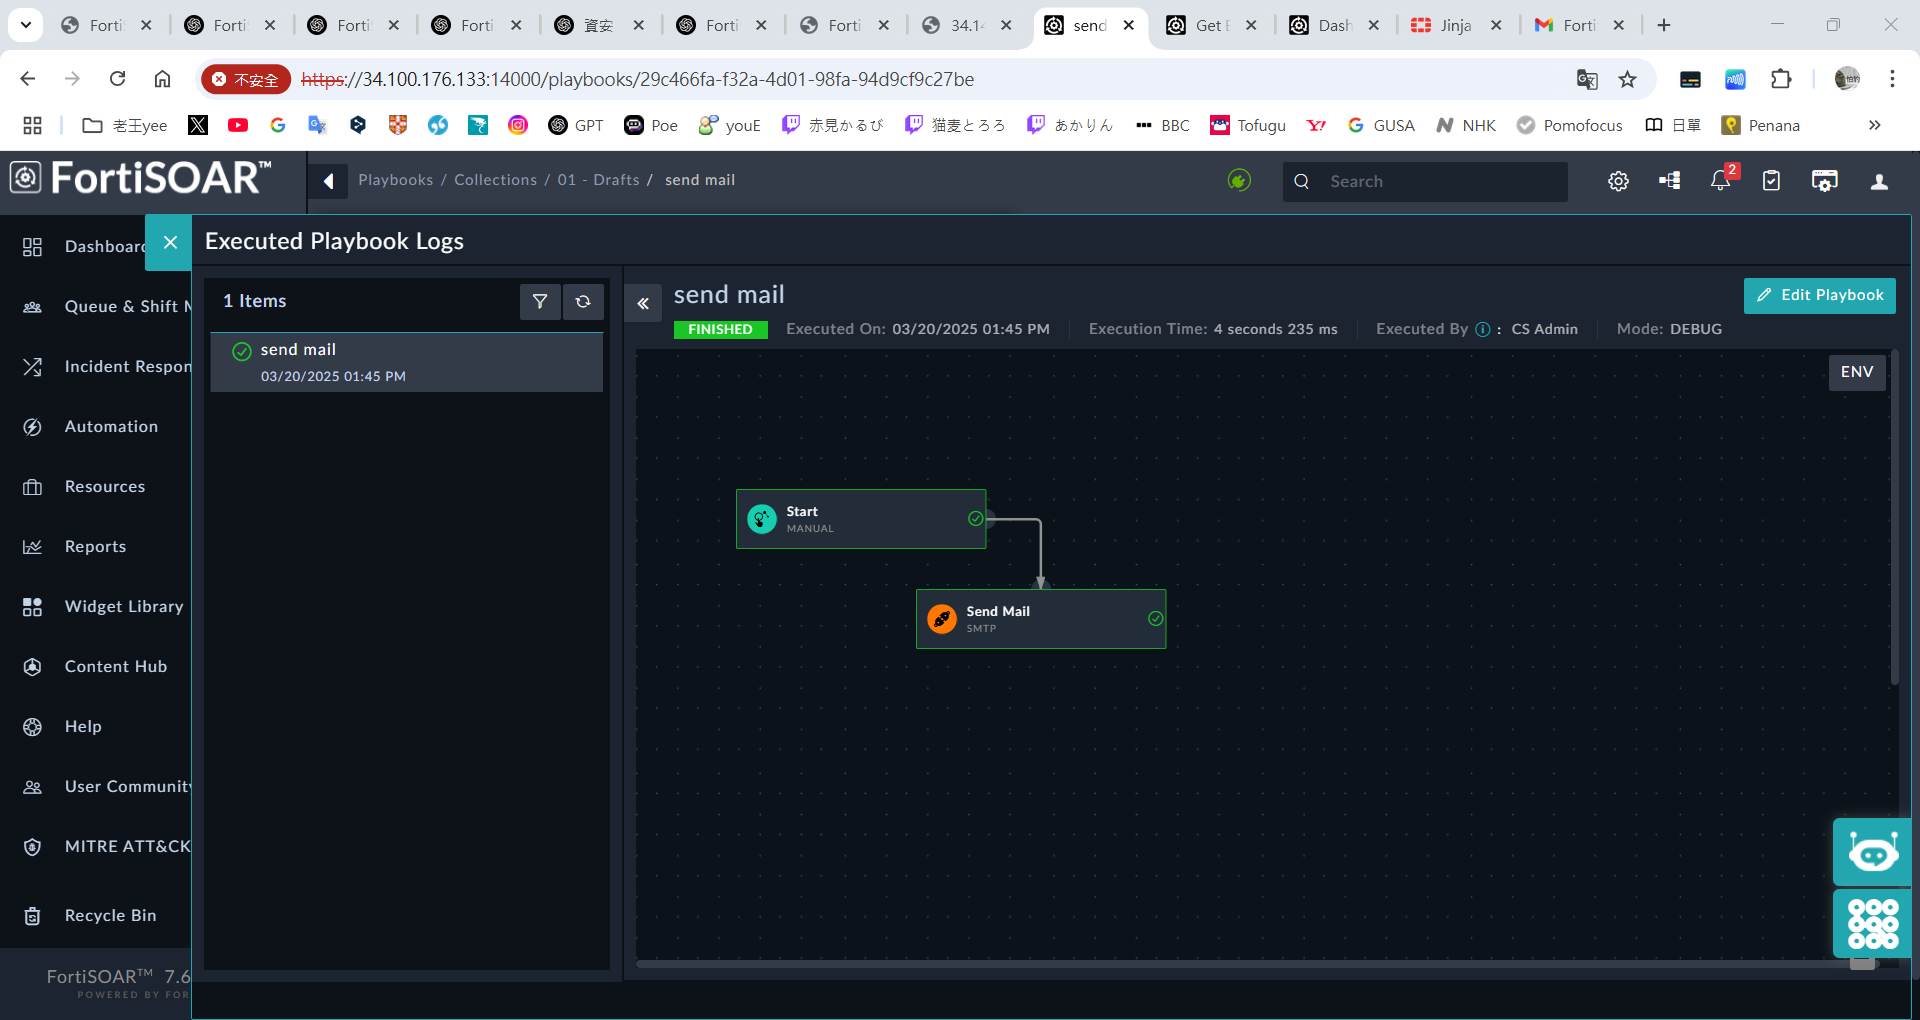 Forti
Forti
Forti
Forti
資安
Forti
Forti
34.1
send
Get E
Dash
Jinja
Forti
不安全
https://34.100.176.133:14000/playbooks/29c466fa-f32a-4d01-98fa-94d9cf9c27be
老王yee
GPT
Poe
youE
赤見かるび
猫麦とろろ
あかりん
BBC
Tofugu
GUSA
NHK
Pomofocus
日單
Penana
FortiSOAR™
Playbooks / Collections / 01 - Drafts / send mail
Search
2
Dashboard
Queue & Shift M
Incident Respon
Automation
Resources
Reports
Widget Library
Content Hub
Help
User Community
MITRE ATT&CK
Recycle Bin
FortiSOAR™ 7.6
POWERED BY FOR
Executed Playbook Logs
1 Items
send mail
03/20/2025 01:45 PM
send mail
Edit Playbook
FINISHED
Executed On: 03/20/2025 01:45 PM
Execution Time: 4 seconds 235 ms
Executed By : CS Admin
Mode: DEBUG
ENV
Start
MANUAL
Send Mail
SMTP